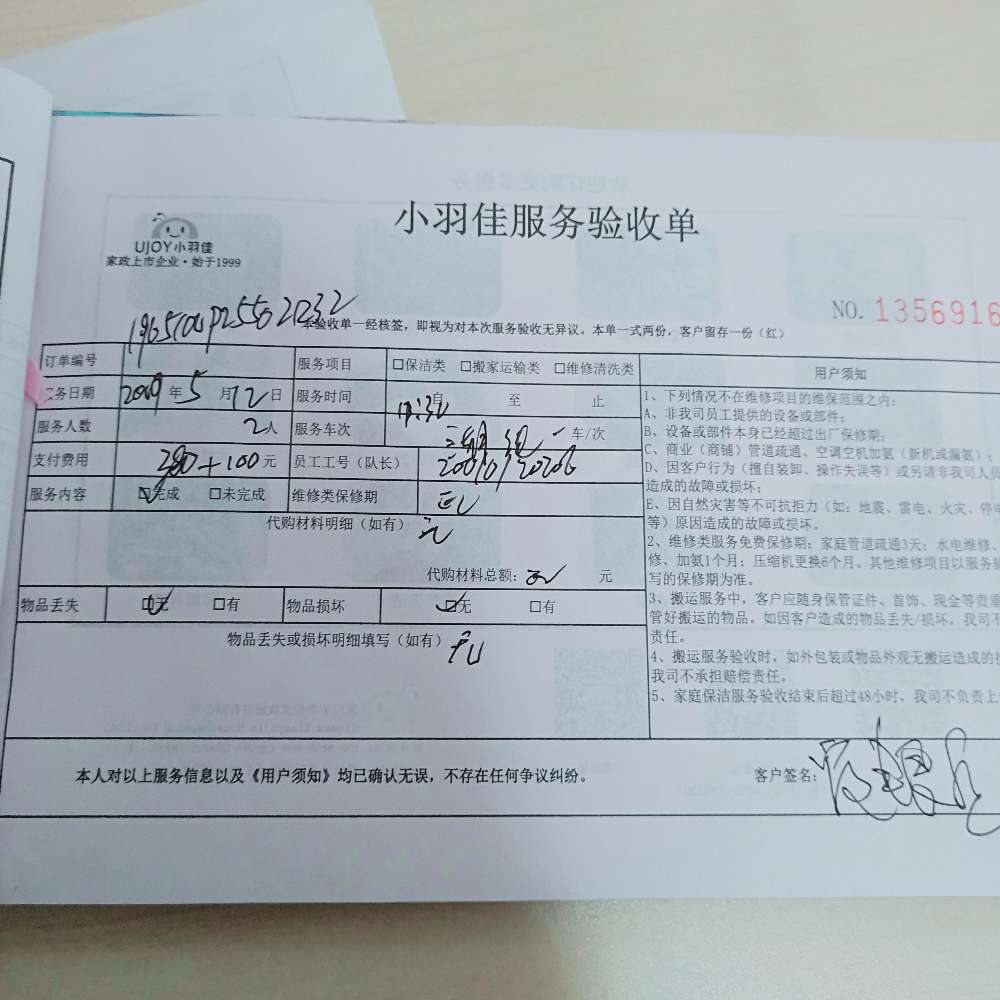 小羽佳服务验收单
UJOY小羽佳
家政上市企业·始于1999
NO. 1356916
本验收单一经核签，即视为对本次服务验收无异议。本单一式两份，客户留存一份（红）
订单编号
服务项目 □保洁类 □搬家运输类 □维修清洗类
用户须知
务日期 年 5 月 12 日 服务时间 自 至 止
服务人数 2人 服务车次 车/次
支付费用 +100 元 员工工号（队长）
服务内容 □完成 □未完成 维修类保修期 无
代购材料明细（如有） 无
代购材料总额： 无 元
物品丢失 □无 □有 物品损坏 □无 □有
物品丢失或损坏明细填写（如有） 无
1、下列情况不在维修项目的维保范围之内：
A、非我司员工提供的设备或部件；
B、设备或部件本身已经超过出厂保修期；
C、商业（商铺）管道疏通、空调空机加氨（新机或漏氨）；
D、因客户行为（擅自装卸、操作失误等）或另请非我司人员
造成的故障或损坏；
E、因自然灾害等不可抗拒力（如：地震、雷电、火灾、停电
等）原因造成的故障或损坏。
2、维修类服务免费保修期：家庭管道疏通3天；水电维修、
修、加氨1个月；压缩机更换6个月。其他维修项目以服务验
写的保修期为准。
3、搬运服务中，客户应随身保管证件、首饰、现金等贵重
管好搬运的物品。如因客户造成的物品丢失/损坏，我司不
责任。
4、搬运服务验收时，如外包装或物品外观无搬运造成的
我司不承担赔偿责任。
5、家庭保洁服务验收结束后超过48小时，我司不负责上
本人对以上服务信息以及《用户须知》均已确认无误，不存在任何争议纠纷。
客户签名：